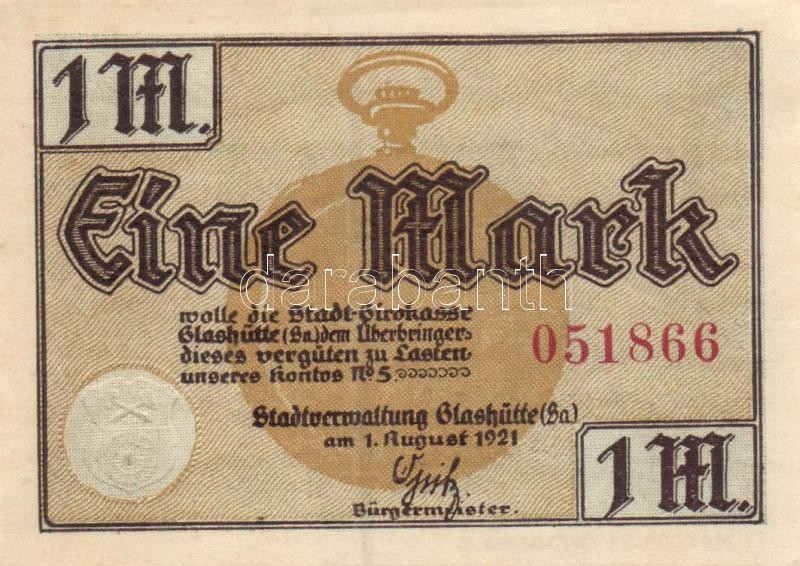 1 M.
Eine Mark
wolle die Stadt-Girokasse
Glashütte (Sa) dem Überbringer
dieses vergüten zu Lasten
unseres Kontos No 5.
051866
Stadtverwaltung Glashütte (Sa)
am 1. August 1921
Bürgermeister.
1 M.
darabanth